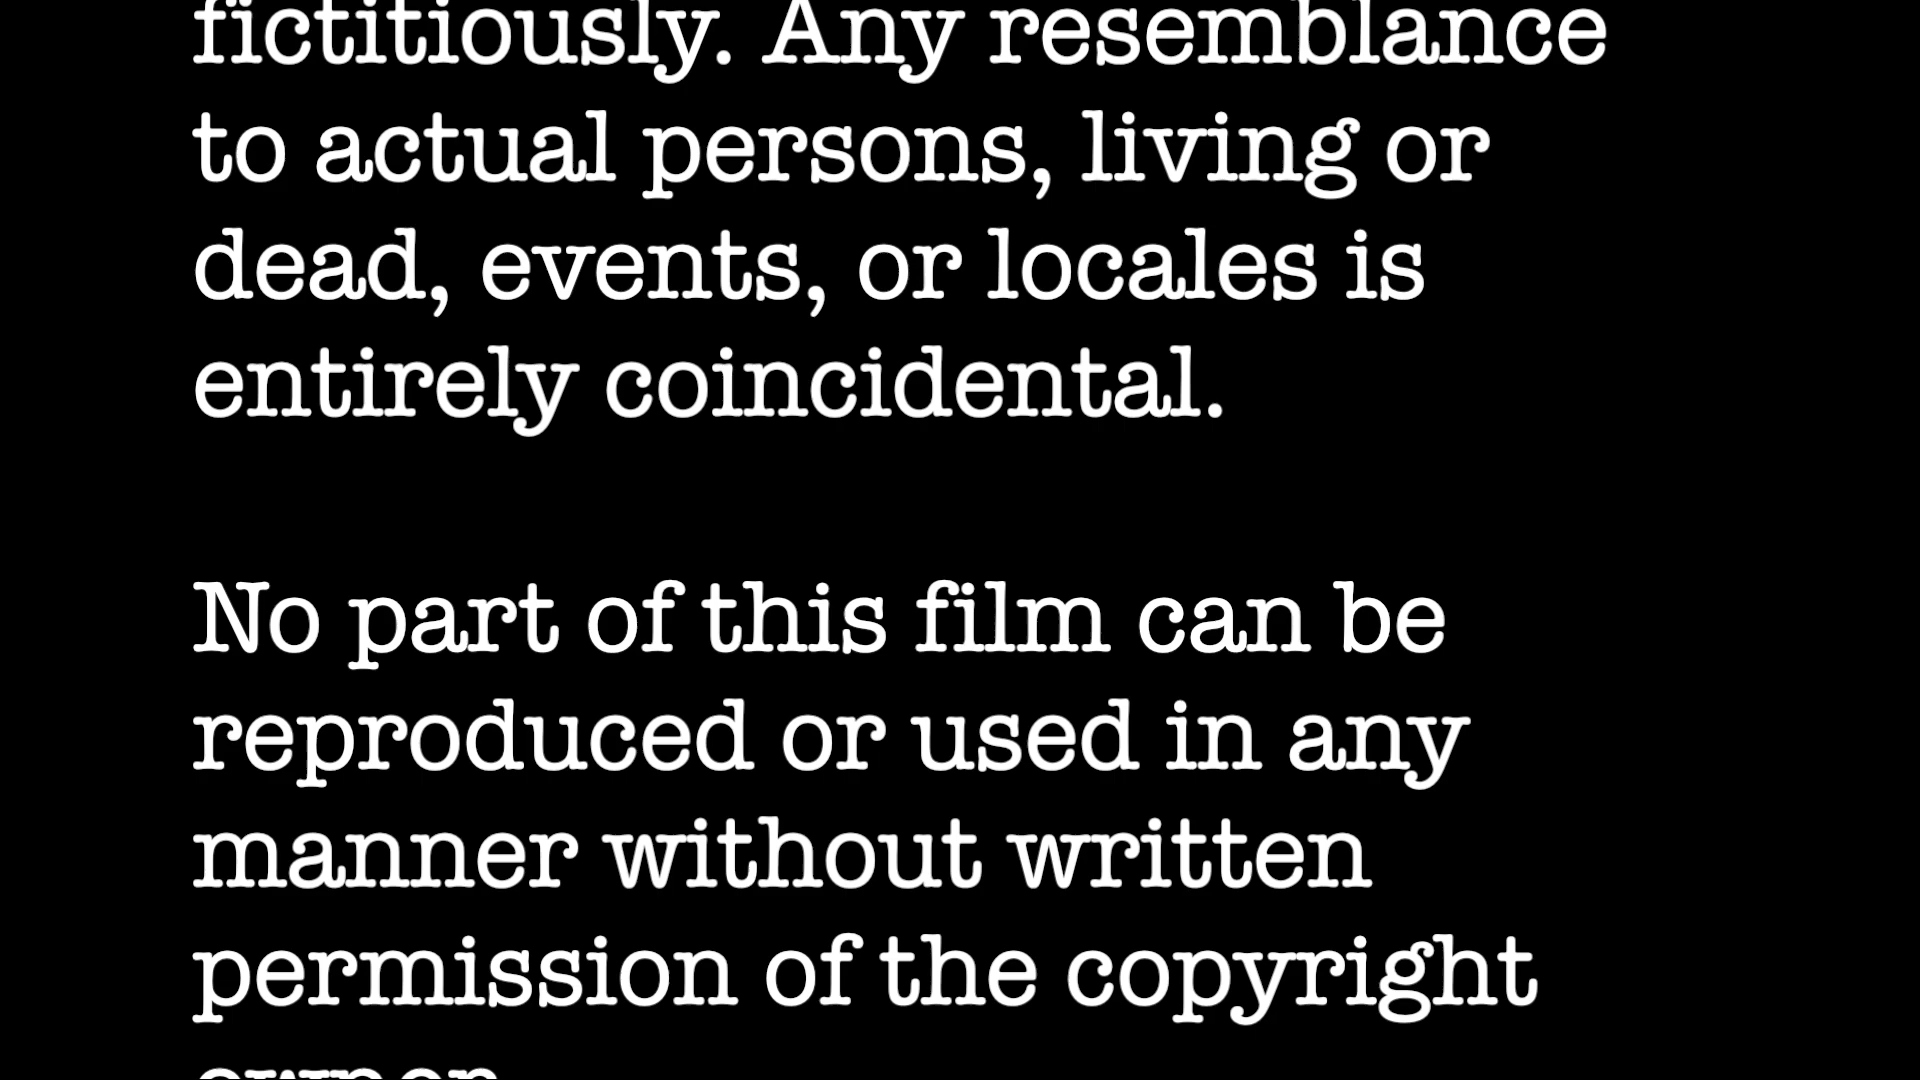 fictitiously. Any resemblance
to actual persons, living or
dead, events, or locales is
entirely coincidental.
No part of this film can be
reproduced or used in any
manner without written
permission of the copyright
owner